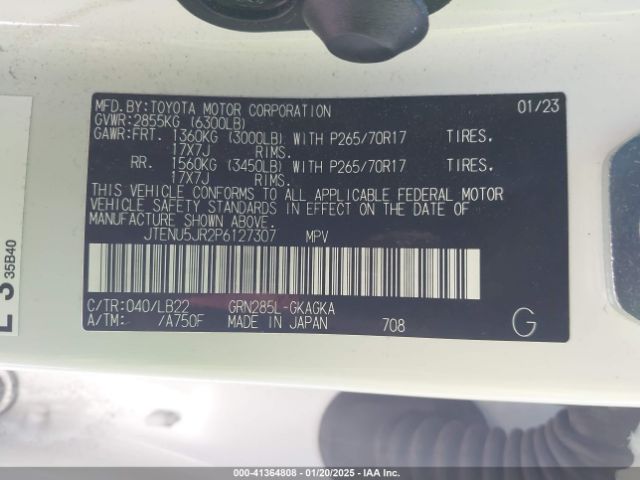 MFD.BY:TOYOTA MOTOR CORPORATION 01/23
GVWR:2855KG (6300LB)
GAWR:FRT. 1360KG (3000LB) WITH P265/70R17 TIRES.
17X7J RIMS.
RR. 1560KG (3450LB) WITH P265/70R17 TIRES.
17X7J RIMS.
THIS VEHICLE CONFORMS TO ALL APPLICABLE FEDERAL MOTOR
VEHICLE SAFETY STANDARDS IN EFFECT ON THE DATE OF
MANUFACTURE SHOWN ABOVE.
JTENU5JR2P6127307 MPV
C/TR:040/LB22 GRN285L-GKAGKA
A/TM: /A750F MADE IN JAPAN 708 G
35B40
000-41364808 — 01/20/2025 — IAA Inc.